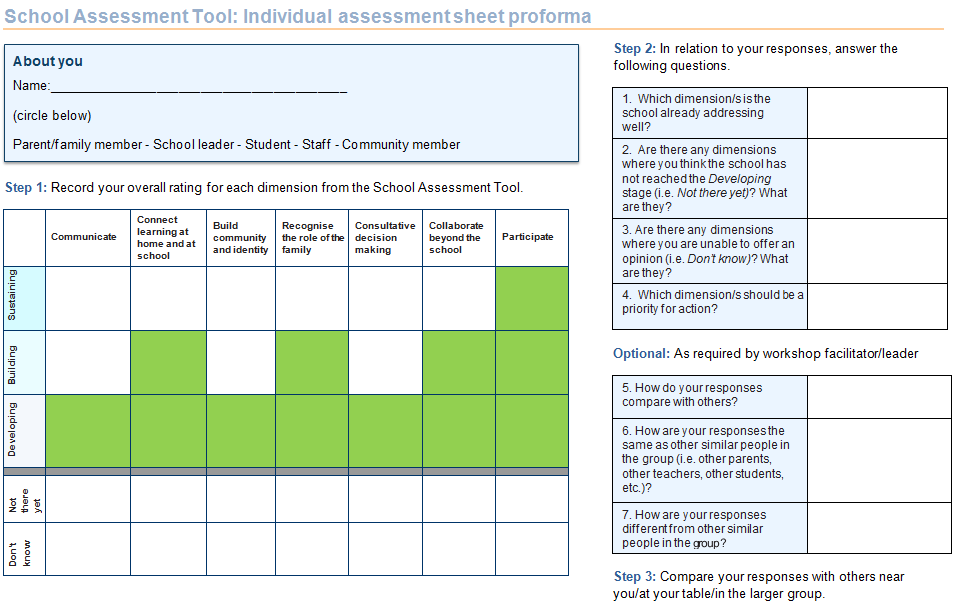 School Assessment Tool: Individual assessment sheet proforma
About you
Name:__________________________________________
(circle below)
Parent/family member - School leader - Student - Staff - Community member
Step 1: Record your overall rating for each dimension from the School Assessment Tool.
Communicate
Connect
learning at
home and at
school
Build
community
and identity
Recognise
the role of the
family
Consultative
decision
making
Collaborate
beyond the
school
Participate
Sustaining
Building
Developing
Not
there
yet
Don't
know
Step 2: In relation to your responses, answer the
following questions.
1. Which dimension/s is the
school already addressing
well?
2. Are there any dimensions
where you think the school has
not reached the Developing
stage (i.e. Not there yet)? What
are they?
3. Are there any dimensions
where you are unable to offer an
opinion (i.e. Don't know)? What
are they?
4. Which dimension/s should be a
priority for action?
Optional: As required by workshop facilitator/leader
5. How do your responses
compare with others?
6. How are your responses the
same as other similar people in
the group (i.e. other parents,
other teachers, other students,
etc.)?
7. How are your responses
different from other similar
people in the group?
Step 3: Compare your responses with others near
you/at your table/in the larger group.